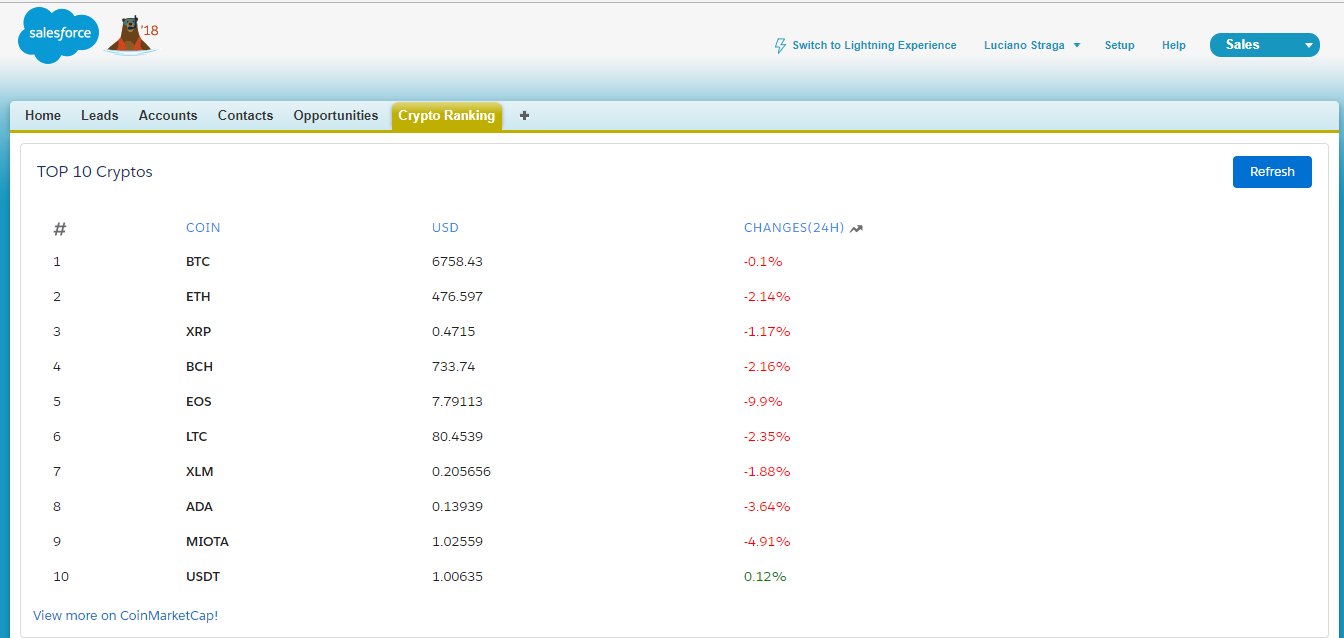 salesforce '18
Switch to Lightning Experience Luciano Straga Setup Help Sales
Home Leads Accounts Contacts Opportunities Crypto Ranking +
TOP 10 Cryptos Refresh
# COIN USD CHANGES(24H)
1 BTC 6758.43 -0.1%
2 ETH 476.597 -2.14%
3 XRP 0.4715 -1.17%
4 BCH 733.74 -2.16%
5 EOS 7.79113 -9.9%
6 LTC 80.4539 -2.35%
7 XLM 0.205656 -1.88%
8 ADA 0.13939 -3.64%
9 MIOTA 1.02559 -4.91%
10 USDT 1.00635 0.12%
View more on CoinMarketCap!